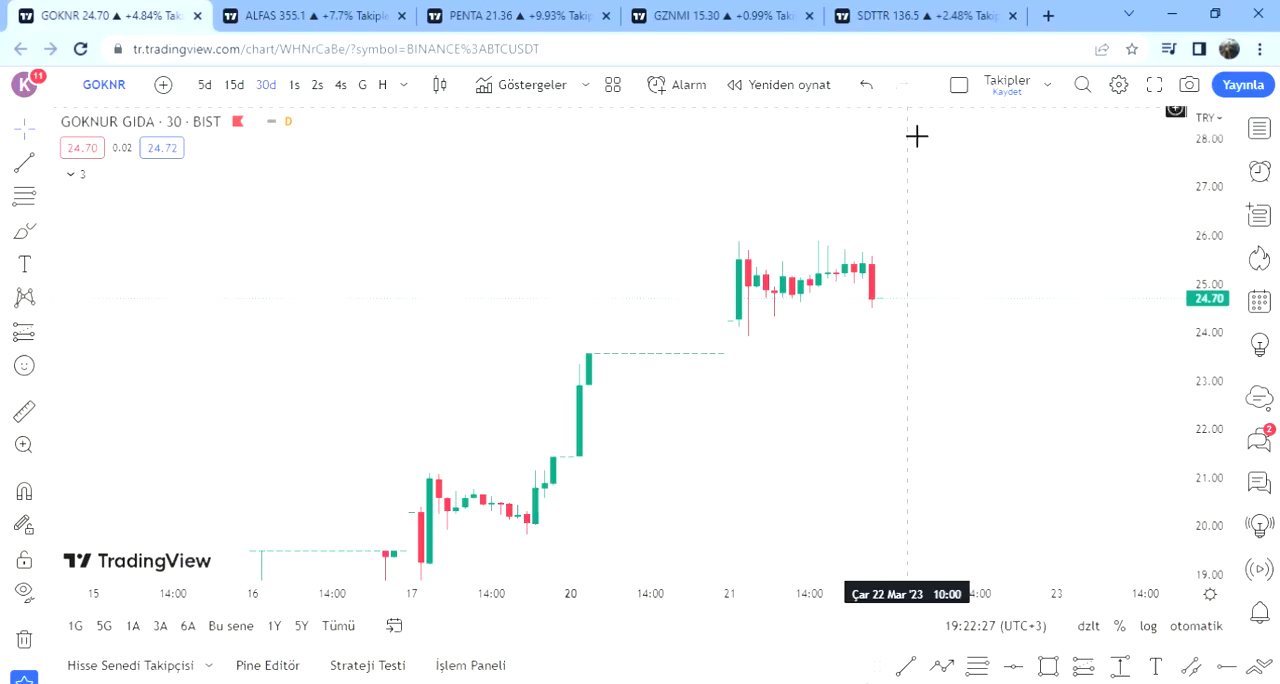 GOKNR 24.70 ▲ +4.84% Tak
ALFAS 355.1 ▲ +7.7% Takiple
PENTA 21.36 ▲ +9.93% Takip
GZNMI 15.30 ▲ +0.99% Takip
SDTTR 136.5 ▲ +2.48% Takip
tr.tradingview.com/chart/WHNrCaBe/?symbol=BINANCE%3ABTCUSDT
K 11
GOKNR
5d 15d 30d 1s 2s 4s G H
Göstergeler
Alarm
Yeniden oynat
Takipler
Kaydet
Yayınla
GOKNUR GIDA · 30 · BIST
D
24.70 0.02 24.72
3
TRY
28.00
27.00
26.00
25.00
24.70
24.00
23.00
22.00
21.00
20.00
19.00
2
TradingView
15 14:00 16 14:00 17 14:00 20 14:00 21 14:00 Çar 22 Mar '23 10:00 4:00 23 14:00
1G 5G 1A 3A 6A Bu sene 1Y 5Y Tümü
19:22:27 (UTC+3) dzlt % log otomatik
Hisse Senedi Takipçisi Pine Editör Strateji Testi İşlem Paneli